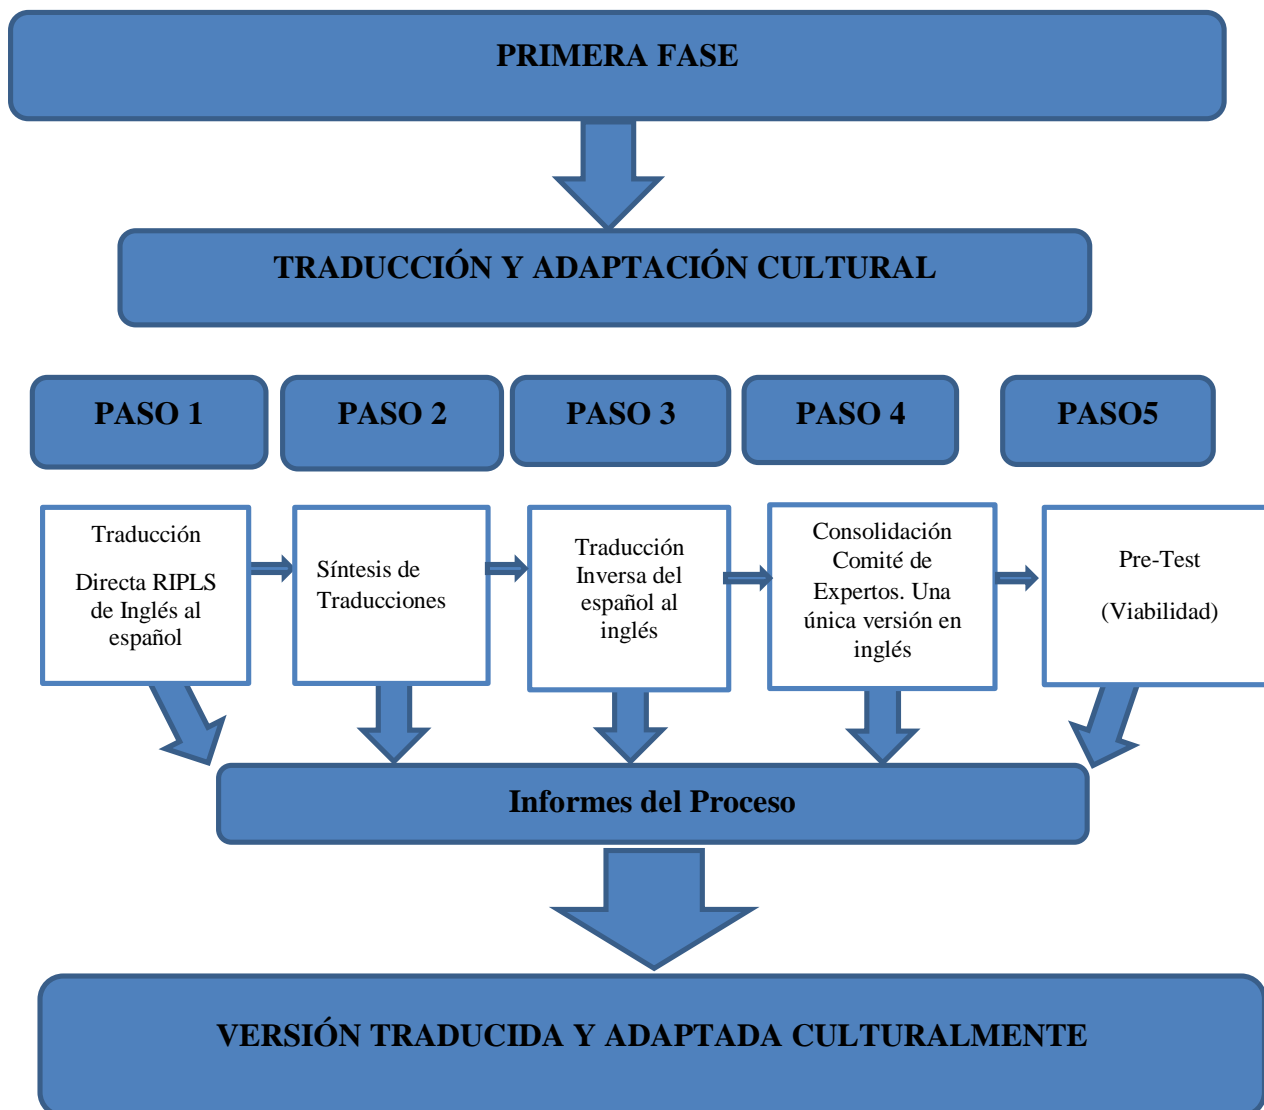 PRIMERA FASE
TRADUCCIÓN Y ADAPTACIÓN CULTURAL
PASO 1
PASO 2
PASO 3
PASO 4
PASO5
Traducción
Directa RIPLS
de Inglés al
español
Síntesis de
Traducciones
Traducción
Inversa del
español al
inglés
Consolidación
Comité de
Expertos. Una
única versión en
inglés
Pre-Test
(Viabilidad)
Informes del Proceso
VERSIÓN TRADUCIDA Y ADAPTADA CULTURALMENTE